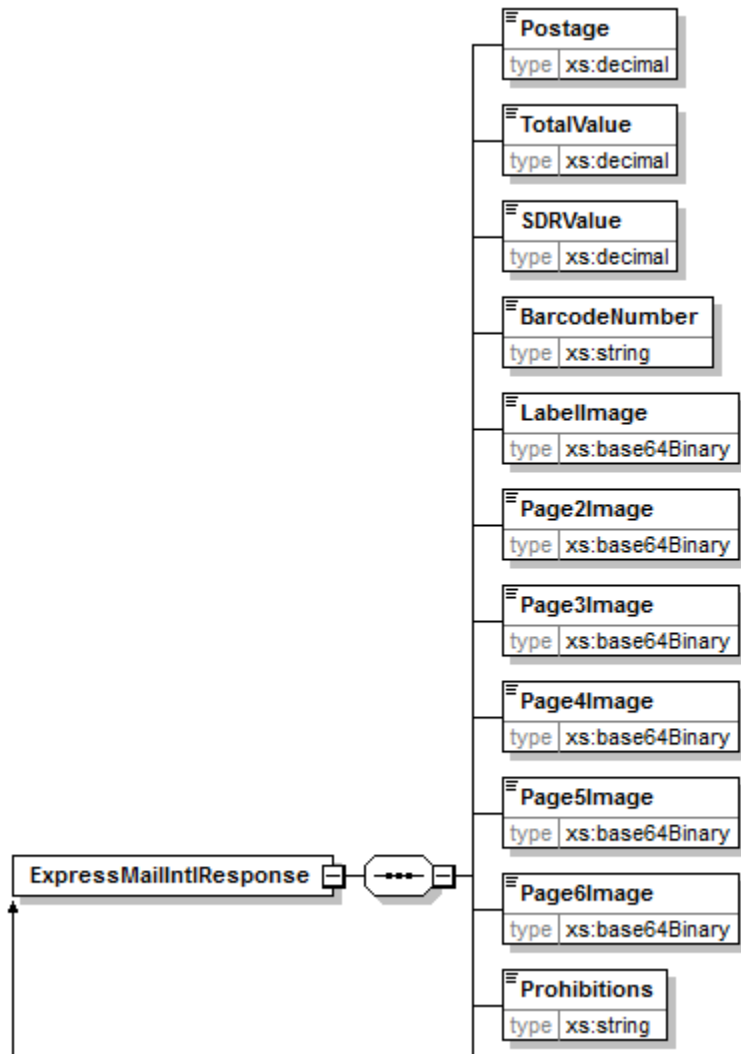 Postage
type xs:decimal
TotalValue
type xs:decimal
SDRValue
type xs:decimal
BarcodeNumber
type xs:string
LabelImage
type xs:base64Binary
Page2Image
type xs:base64Binary
Page3Image
type xs:base64Binary
Page4Image
type xs:base64Binary
Page5Image
type xs:base64Binary
ExpressMailIntlResponse
Page6Image
type xs:base64Binary
Prohibitions
type xs:string